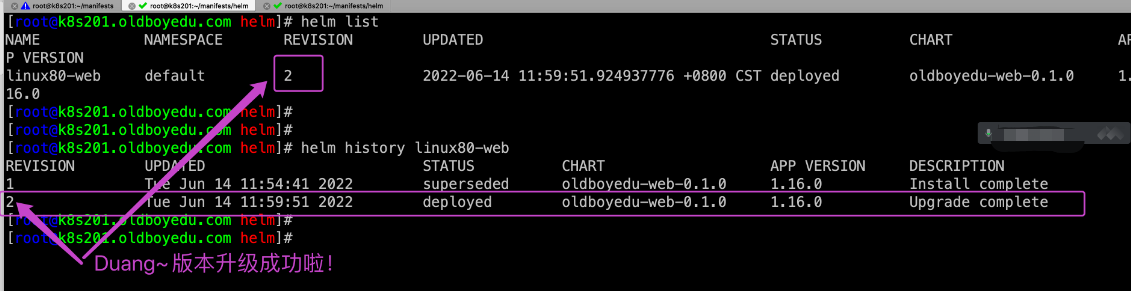 root@k8s201:~/manifests root@k8s201:~/manifests/helm root@k8s201:~/manifests/helm
[root@k8s201.oldboyedu.com helm]# helm list
NAME NAMESPACE REVISION UPDATED STATUS CHART AP
P VERSION
linux80-web default 2 2022-06-14 11:59:51.924937776 +0800 CST deployed oldboyedu-web-0.1.0 1.
16.0
[root@k8s201.oldboyedu.com helm]#
[root@k8s201.oldboyedu.com helm]#
[root@k8s201.oldboyedu.com helm]# helm history linux80-web
REVISION UPDATED STATUS CHART APP VERSION DESCRIPTION
1 Tue Jun 14 11:54:41 2022 superseded oldboyedu-web-0.1.0 1.16.0 Install complete
2 Tue Jun 14 11:59:51 2022 deployed oldboyedu-web-0.1.0 1.16.0 Upgrade complete
[root@k8s201.oldboyedu.com helm]#
[root@k8s201.oldboyedu.com helm]#
Duang~版本升级成功啦!